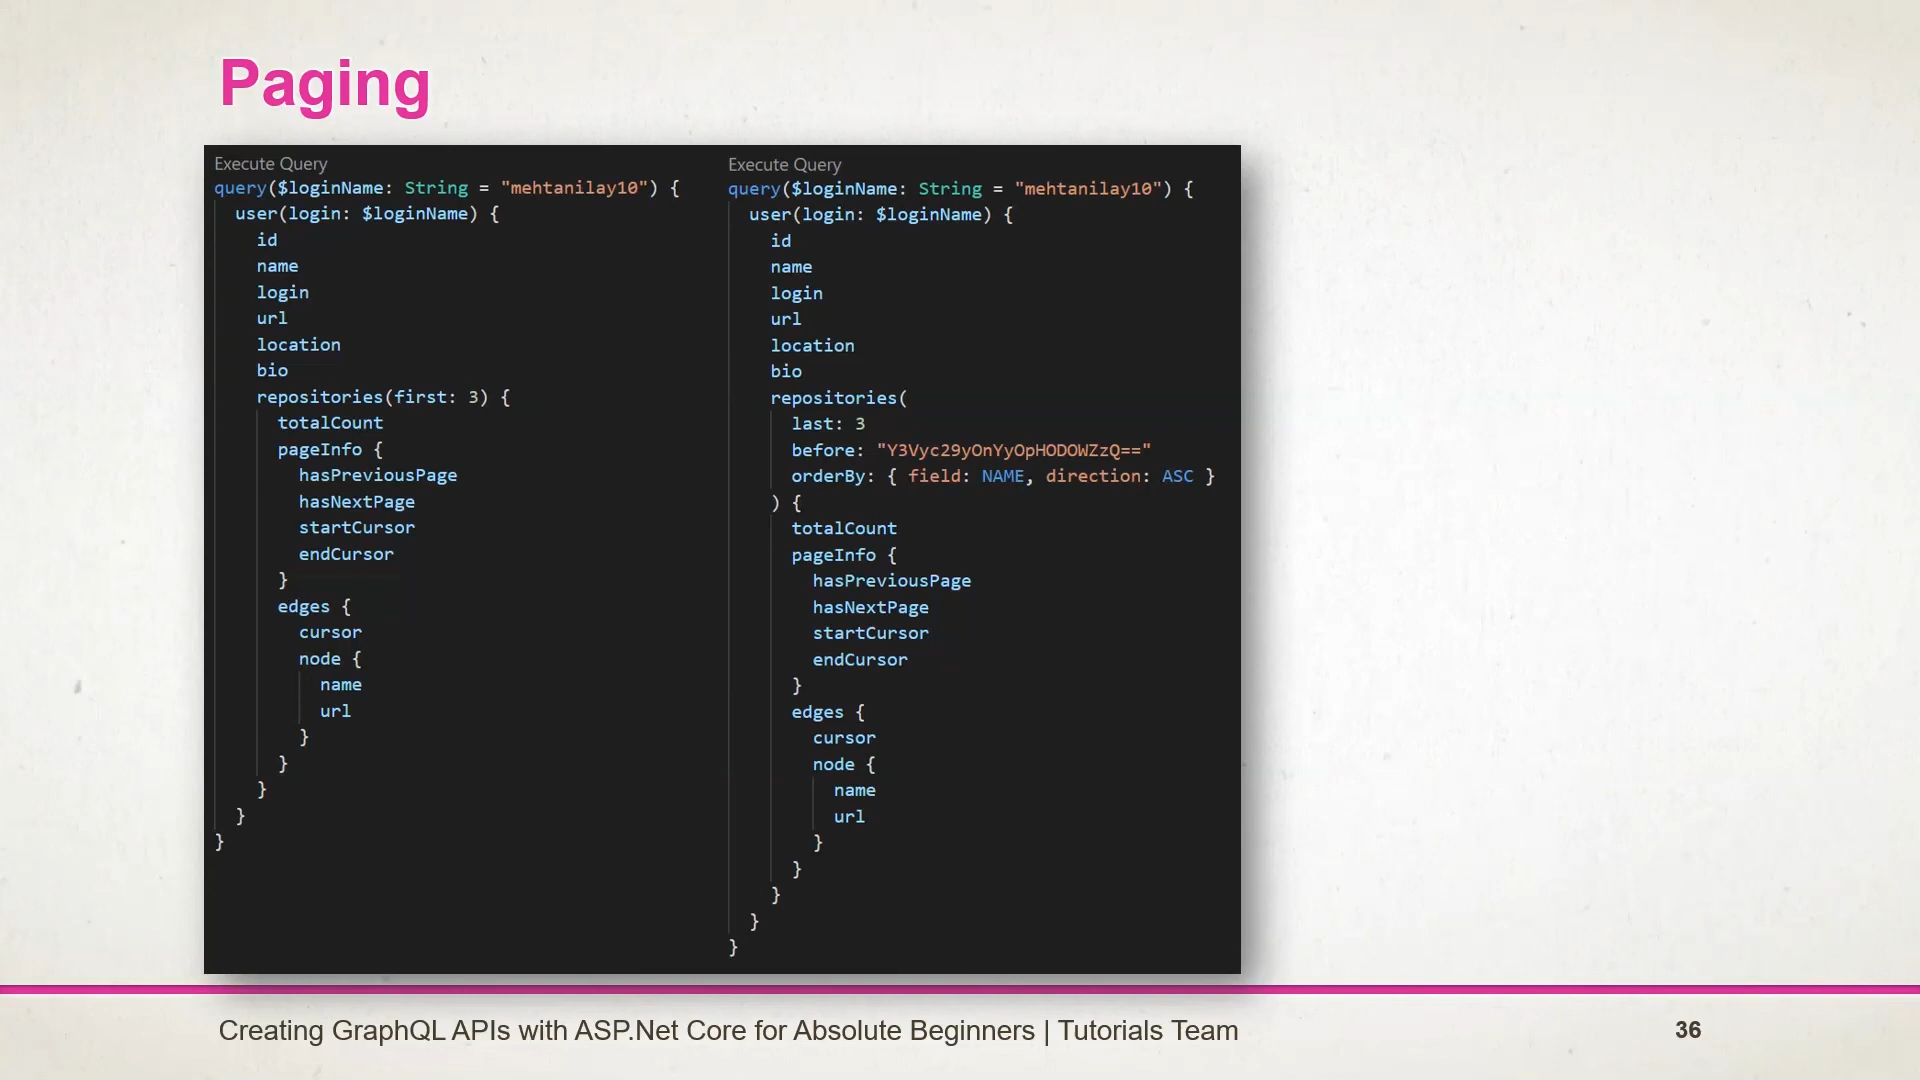 Paging
Execute Query
query($loginName: String = "mehtanilay10") {
user(login: $loginName) {
id
name
login
url
location
bio
repositories(first: 3) {
totalCount
pageInfo {
hasPreviousPage
hasNextPage
startCursor
endCursor
}
edges {
cursor
node {
name
url
}
}
}
}
}
Execute Query
query($loginName: String = "mehtanilay10") {
user(login: $loginName) {
id
name
login
url
location
bio
repositories(
last: 3
before: "Y3Vyc29yOnYyOpHODOWZzQ=="
orderBy: { field: NAME, direction: ASC }
) {
totalCount
pageInfo {
hasPreviousPage
hasNextPage
startCursor
endCursor
}
edges {
cursor
node {
name
url
}
}
}
}
}
Creating GraphQL APIs with ASP.Net Core for Absolute Beginners | Tutorials Team
36